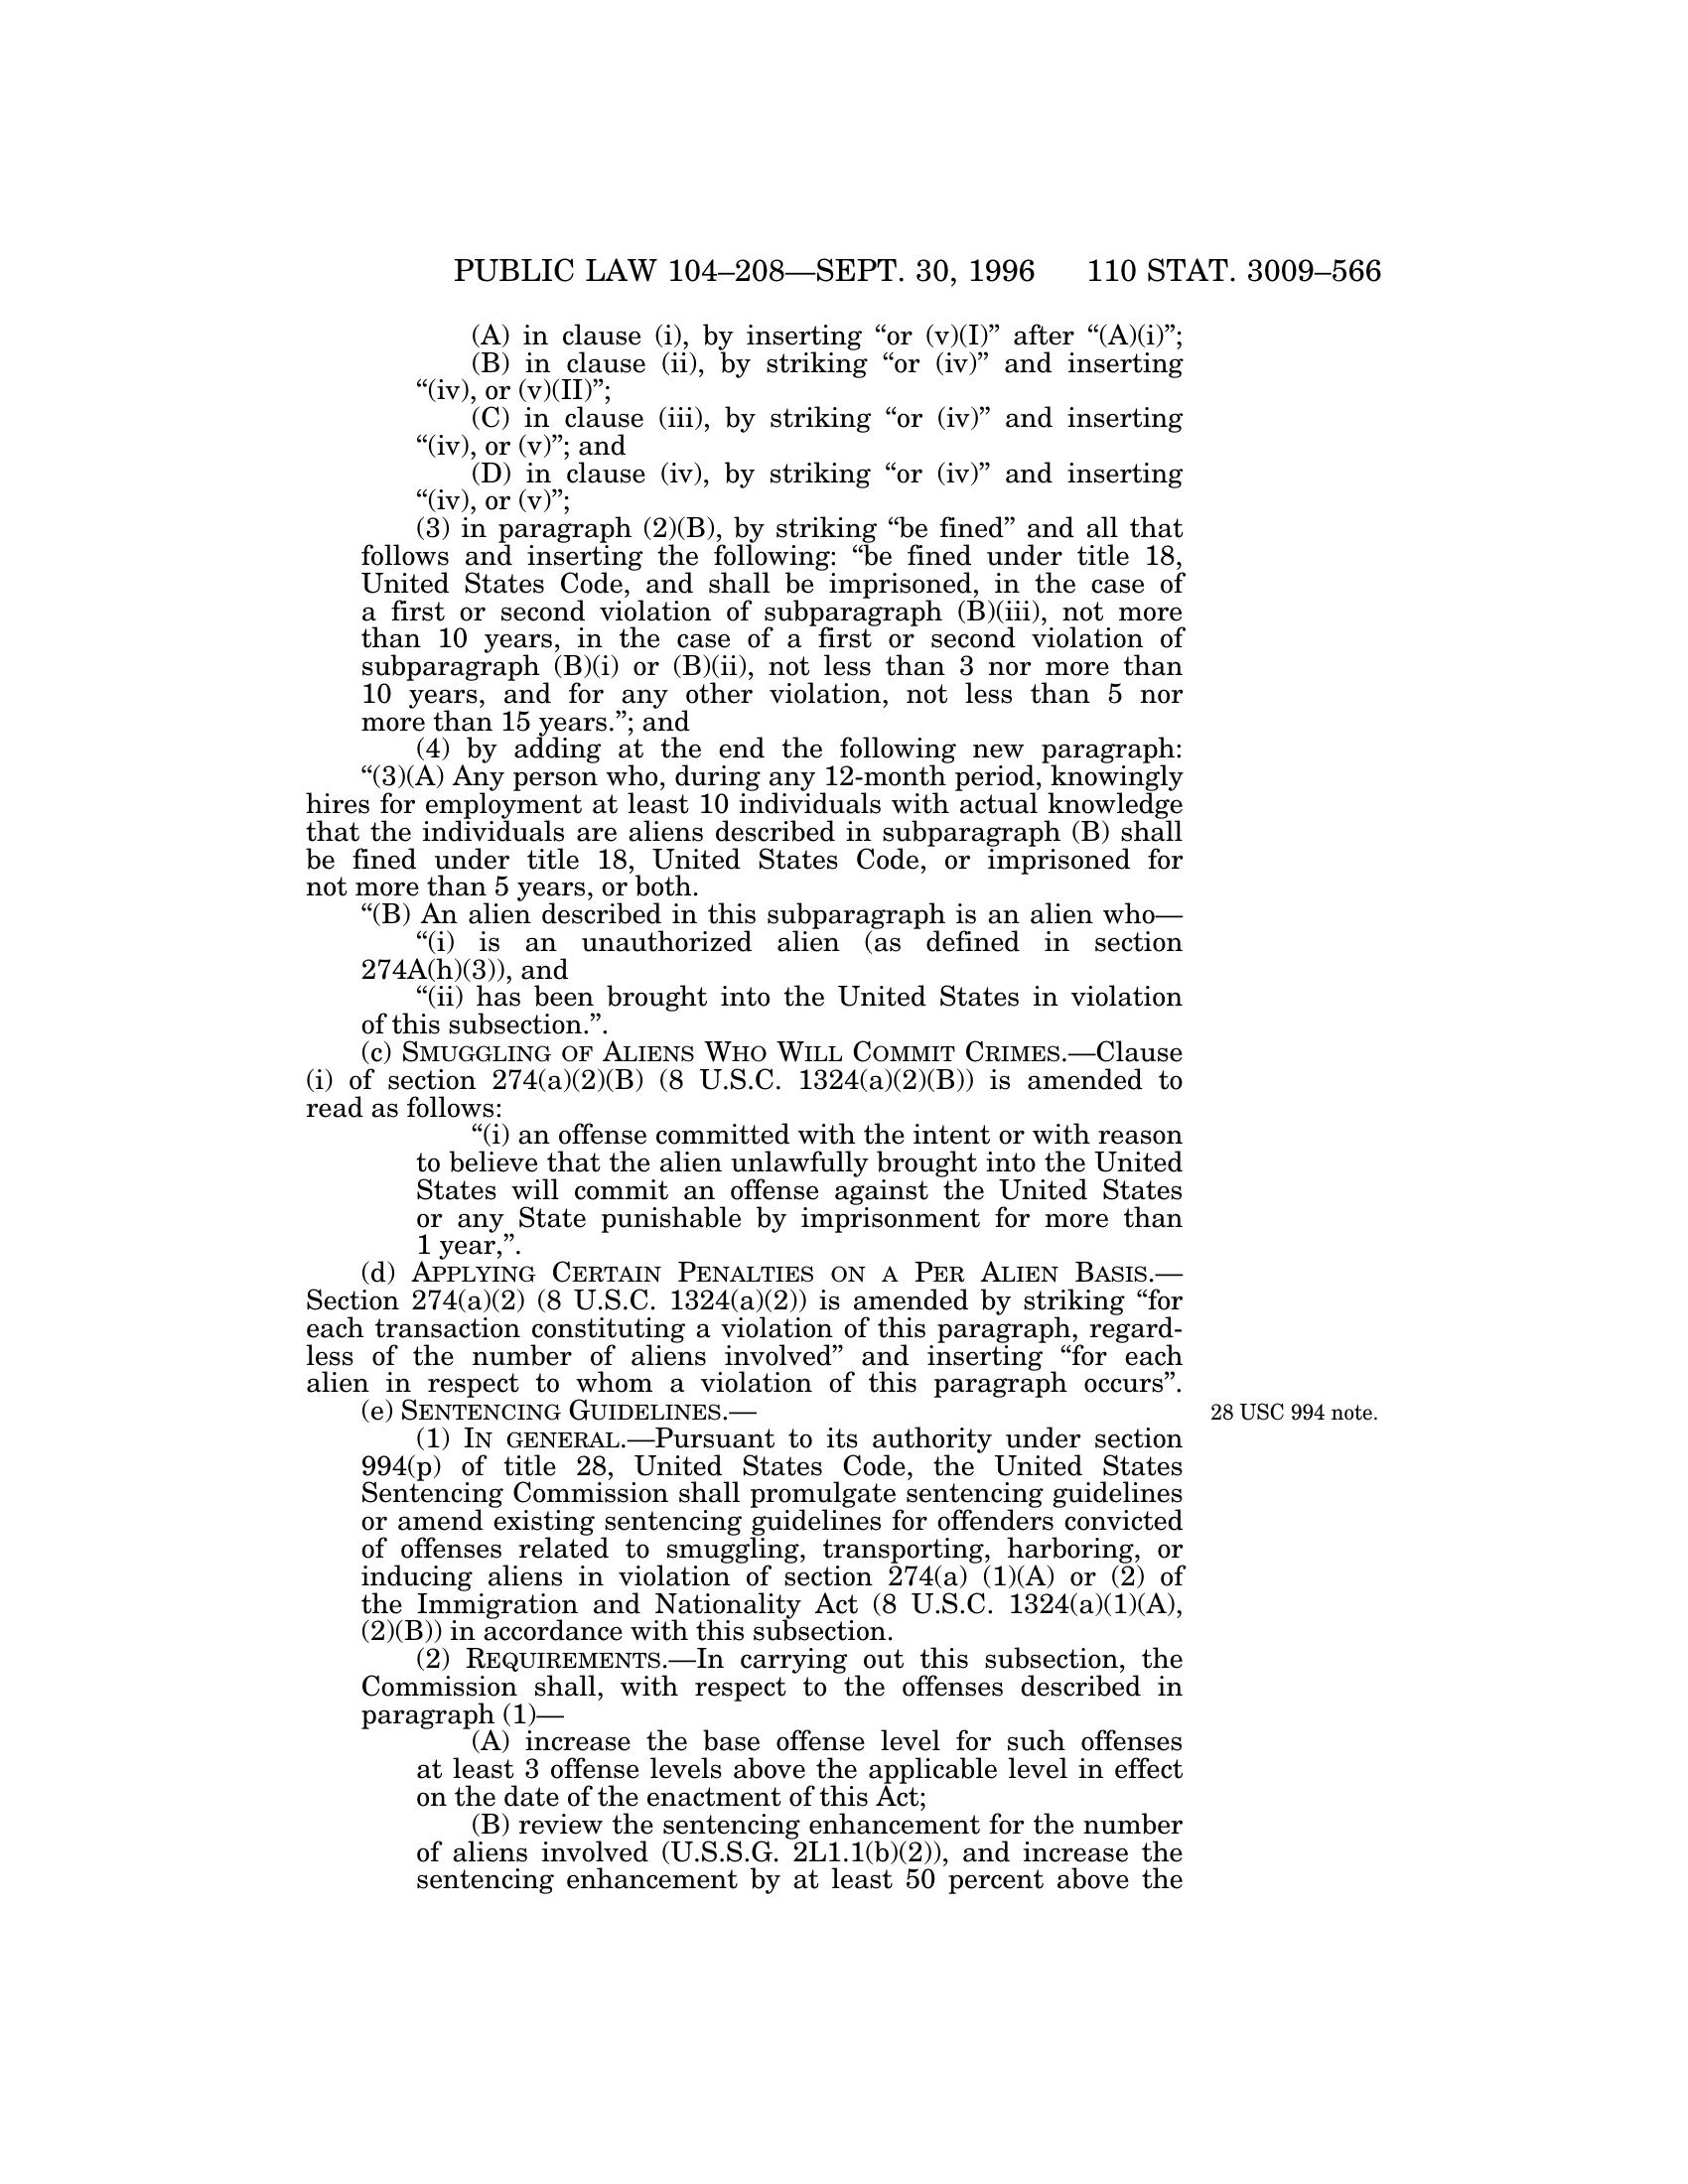 PUBLIC LAW 104–208—SEPT. 30, 1996 110 STAT. 3009–566
(A) in clause (i), by inserting “or (v)(I)” after “(A)(i)”;
(B) in clause (ii), by striking “or (iv)” and inserting
“(iv), or (v)(II)”;
(C) in clause (iii), by striking “or (iv)” and inserting
“(iv), or (v)”; and
(D) in clause (iv), by striking “or (iv)” and inserting
“(iv), or (v)”;
(3) in paragraph (2)(B), by striking “be fined” and all that
follows and inserting the following: “be fined under title 18,
United States Code, and shall be imprisoned, in the case of
a first or second violation of subparagraph (B)(iii), not more
than 10 years, in the case of a first or second violation of
subparagraph (B)(i) or (B)(ii), not less than 3 nor more than
10 years, and for any other violation, not less than 5 nor
more than 15 years.”; and
(4) by adding at the end the following new paragraph:
“(3)(A) Any person who, during any 12-month period, knowingly
hires for employment at least 10 individuals with actual knowledge
that the individuals are aliens described in subparagraph (B) shall
be fined under title 18, United States Code, or imprisoned for
not more than 5 years, or both.
“(B) An alien described in this subparagraph is an alien who—
“(i) is an unauthorized alien (as defined in section
274A(h)(3)), and
“(ii) has been brought into the United States in violation
of this subsection.”.
(c) SMUGGLING OF ALIENS WHO WILL COMMIT CRIMES.—Clause
(i) of section 274(a)(2)(B) (8 U.S.C. 1324(a)(2)(B)) is amended to
read as follows:
“(i) an offense committed with the intent or with reason
to believe that the alien unlawfully brought into the United
States will commit an offense against the United States
or any State punishable by imprisonment for more than
1 year,”.
(d) APPLYING CERTAIN PENALTIES ON A PER ALIEN BASIS.—
Section 274(a)(2) (8 U.S.C. 1324(a)(2)) is amended by striking “for
each transaction constituting a violation of this paragraph, regard-
less of the number of aliens involved” and inserting “for each
alien in respect to whom a violation of this paragraph occurs”.
(e) SENTENCING GUIDELINES.—
28 USC 994 note.
(1) IN GENERAL.—Pursuant to its authority under section
994(p) of title 28, United States Code, the United States
Sentencing Commission shall promulgate sentencing guidelines
or amend existing sentencing guidelines for offenders convicted
of offenses related to smuggling, transporting, harboring, or
inducing aliens in violation of section 274(a) (1)(A) or (2) of
the Immigration and Nationality Act (8 U.S.C. 1324(a)(1)(A),
(2)(B)) in accordance with this subsection.
(2) REQUIREMENTS.—In carrying out this subsection, the
Commission shall, with respect to the offenses described in
paragraph (1)—
(A) increase the base offense level for such offenses
at least 3 offense levels above the applicable level in effect
on the date of the enactment of this Act;
(B) review the sentencing enhancement for the number
of aliens involved (U.S.S.G. 2L1.1(b)(2)), and increase the
sentencing enhancement by at least 50 percent above the